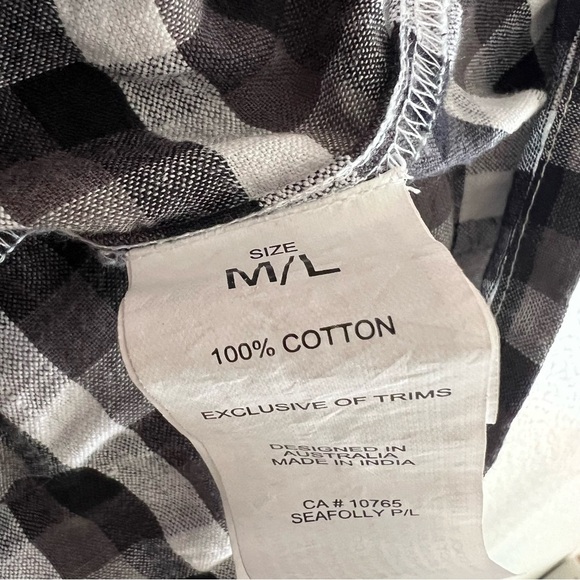 SIZE
M/L
100% COTTON
EXCLUSIVE OF TRIMS
DESIGNED IN
AUSTRALIA
MADE IN INDIA
CA # 10765
SEAFOLLY P/L